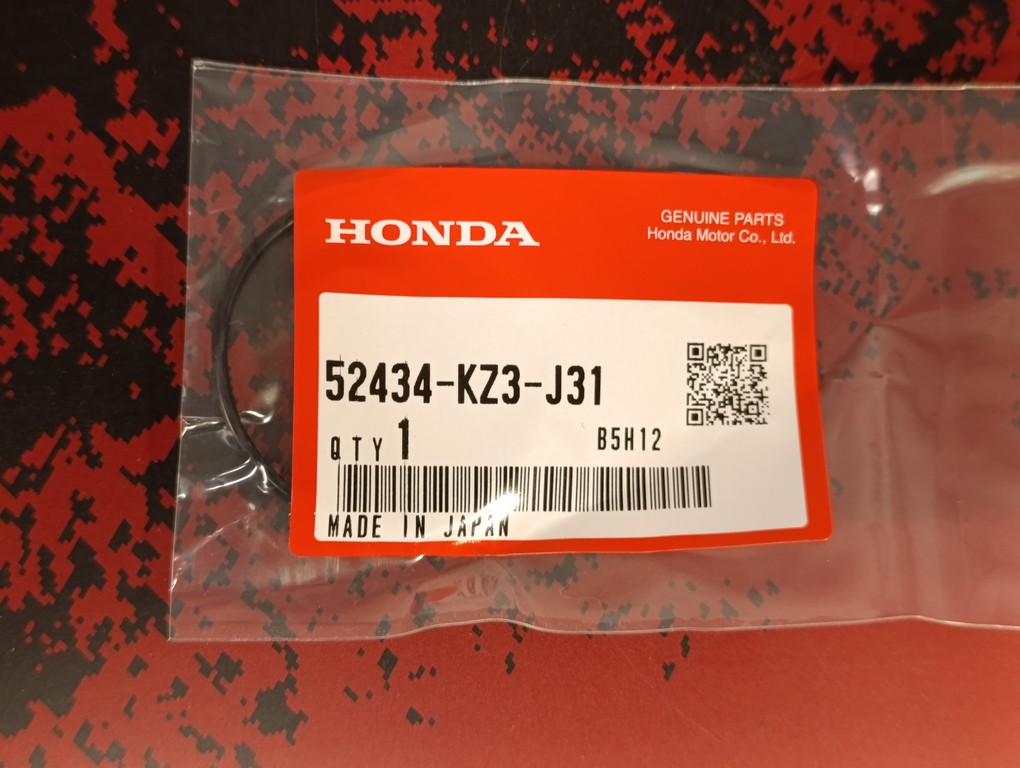 HONDA
GENUINE PARTS
Honda Motor Co., Ltd.
52434-KZ3-J31
QTY 1
B5H12
MADE IN JAPAN